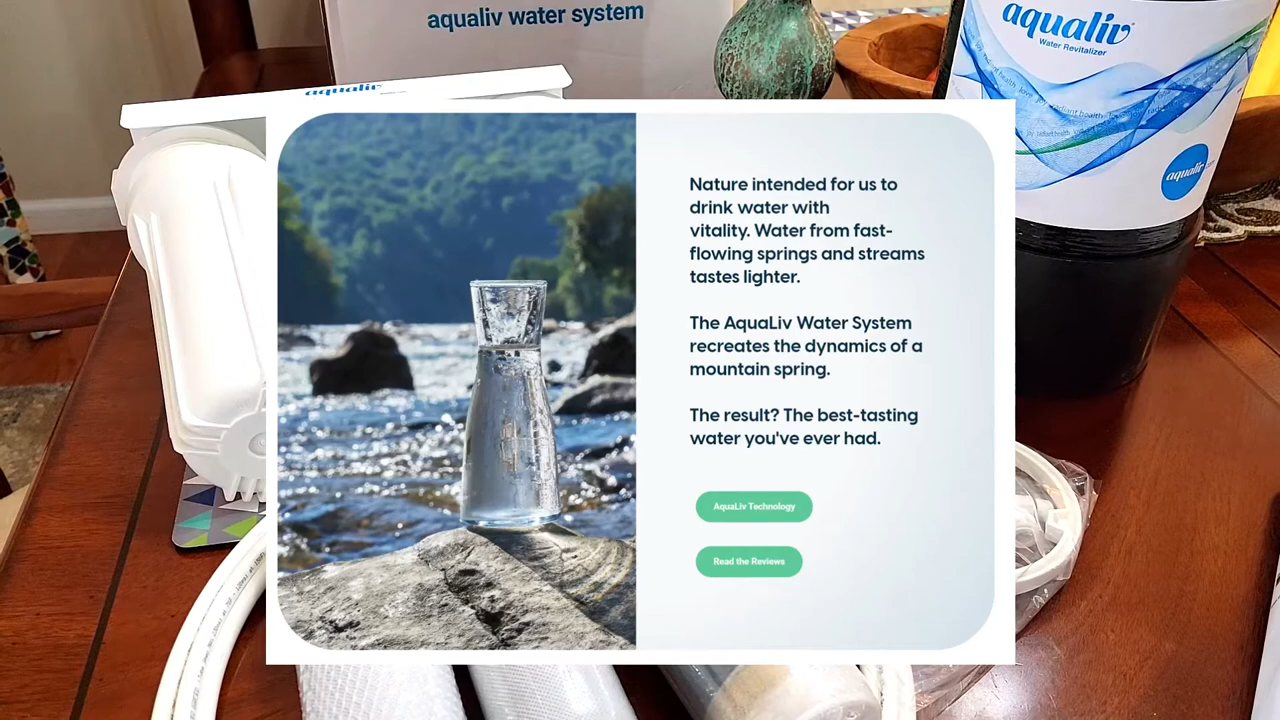 aqualiv water system
aqualiv
Water Revitalizer
aqualiv
aqualiv
Nature intended for us to
drink water with
vitality. Water from fast-
flowing springs and streams
tastes lighter.
The AquaLiv Water System
recreates the dynamics of a
mountain spring.
The result? The best-tasting
water you've ever had.
AquaLiv Technology
Read the Reviews